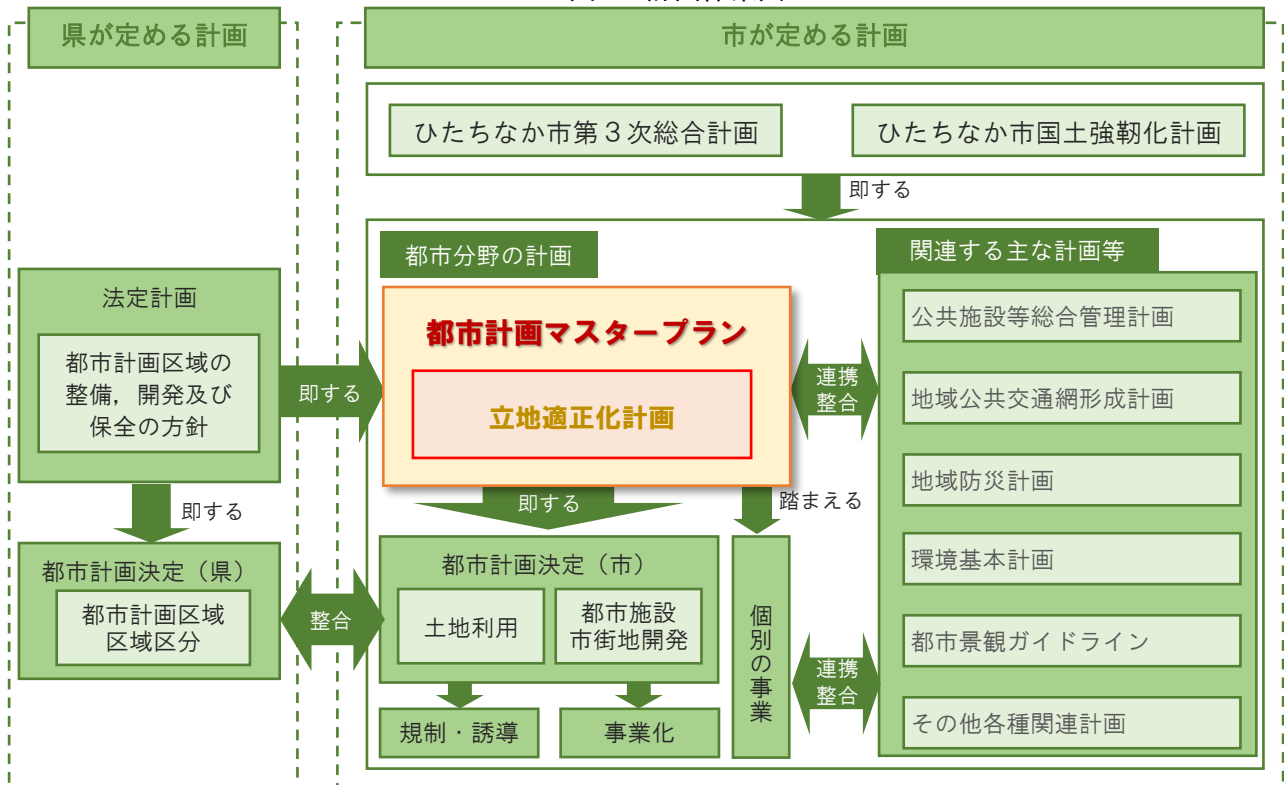 県が定める計画
市が定める計画
ひたちなか市第３次総合計画
ひたちなか市国土強靭化計画
即する
都市分野の計画
関連する主な計画等
法定計画
都市計画区域の
整備，開発及び
保全の方針
即する
都市計画マスタープラン
立地適正化計画
連携
整合
公共施設等総合管理計画
地域公共交通網形成計画
地域防災計画
環境基本計画
都市景観ガイドライン
その他各種関連計画
即する
即する
踏まえる
都市計画決定（県）
都市計画区域
区域区分
整合
都市計画決定（市）
土地利用
都市施設
市街地開発
個別の事業
連携
整合
規制・誘導
事業化